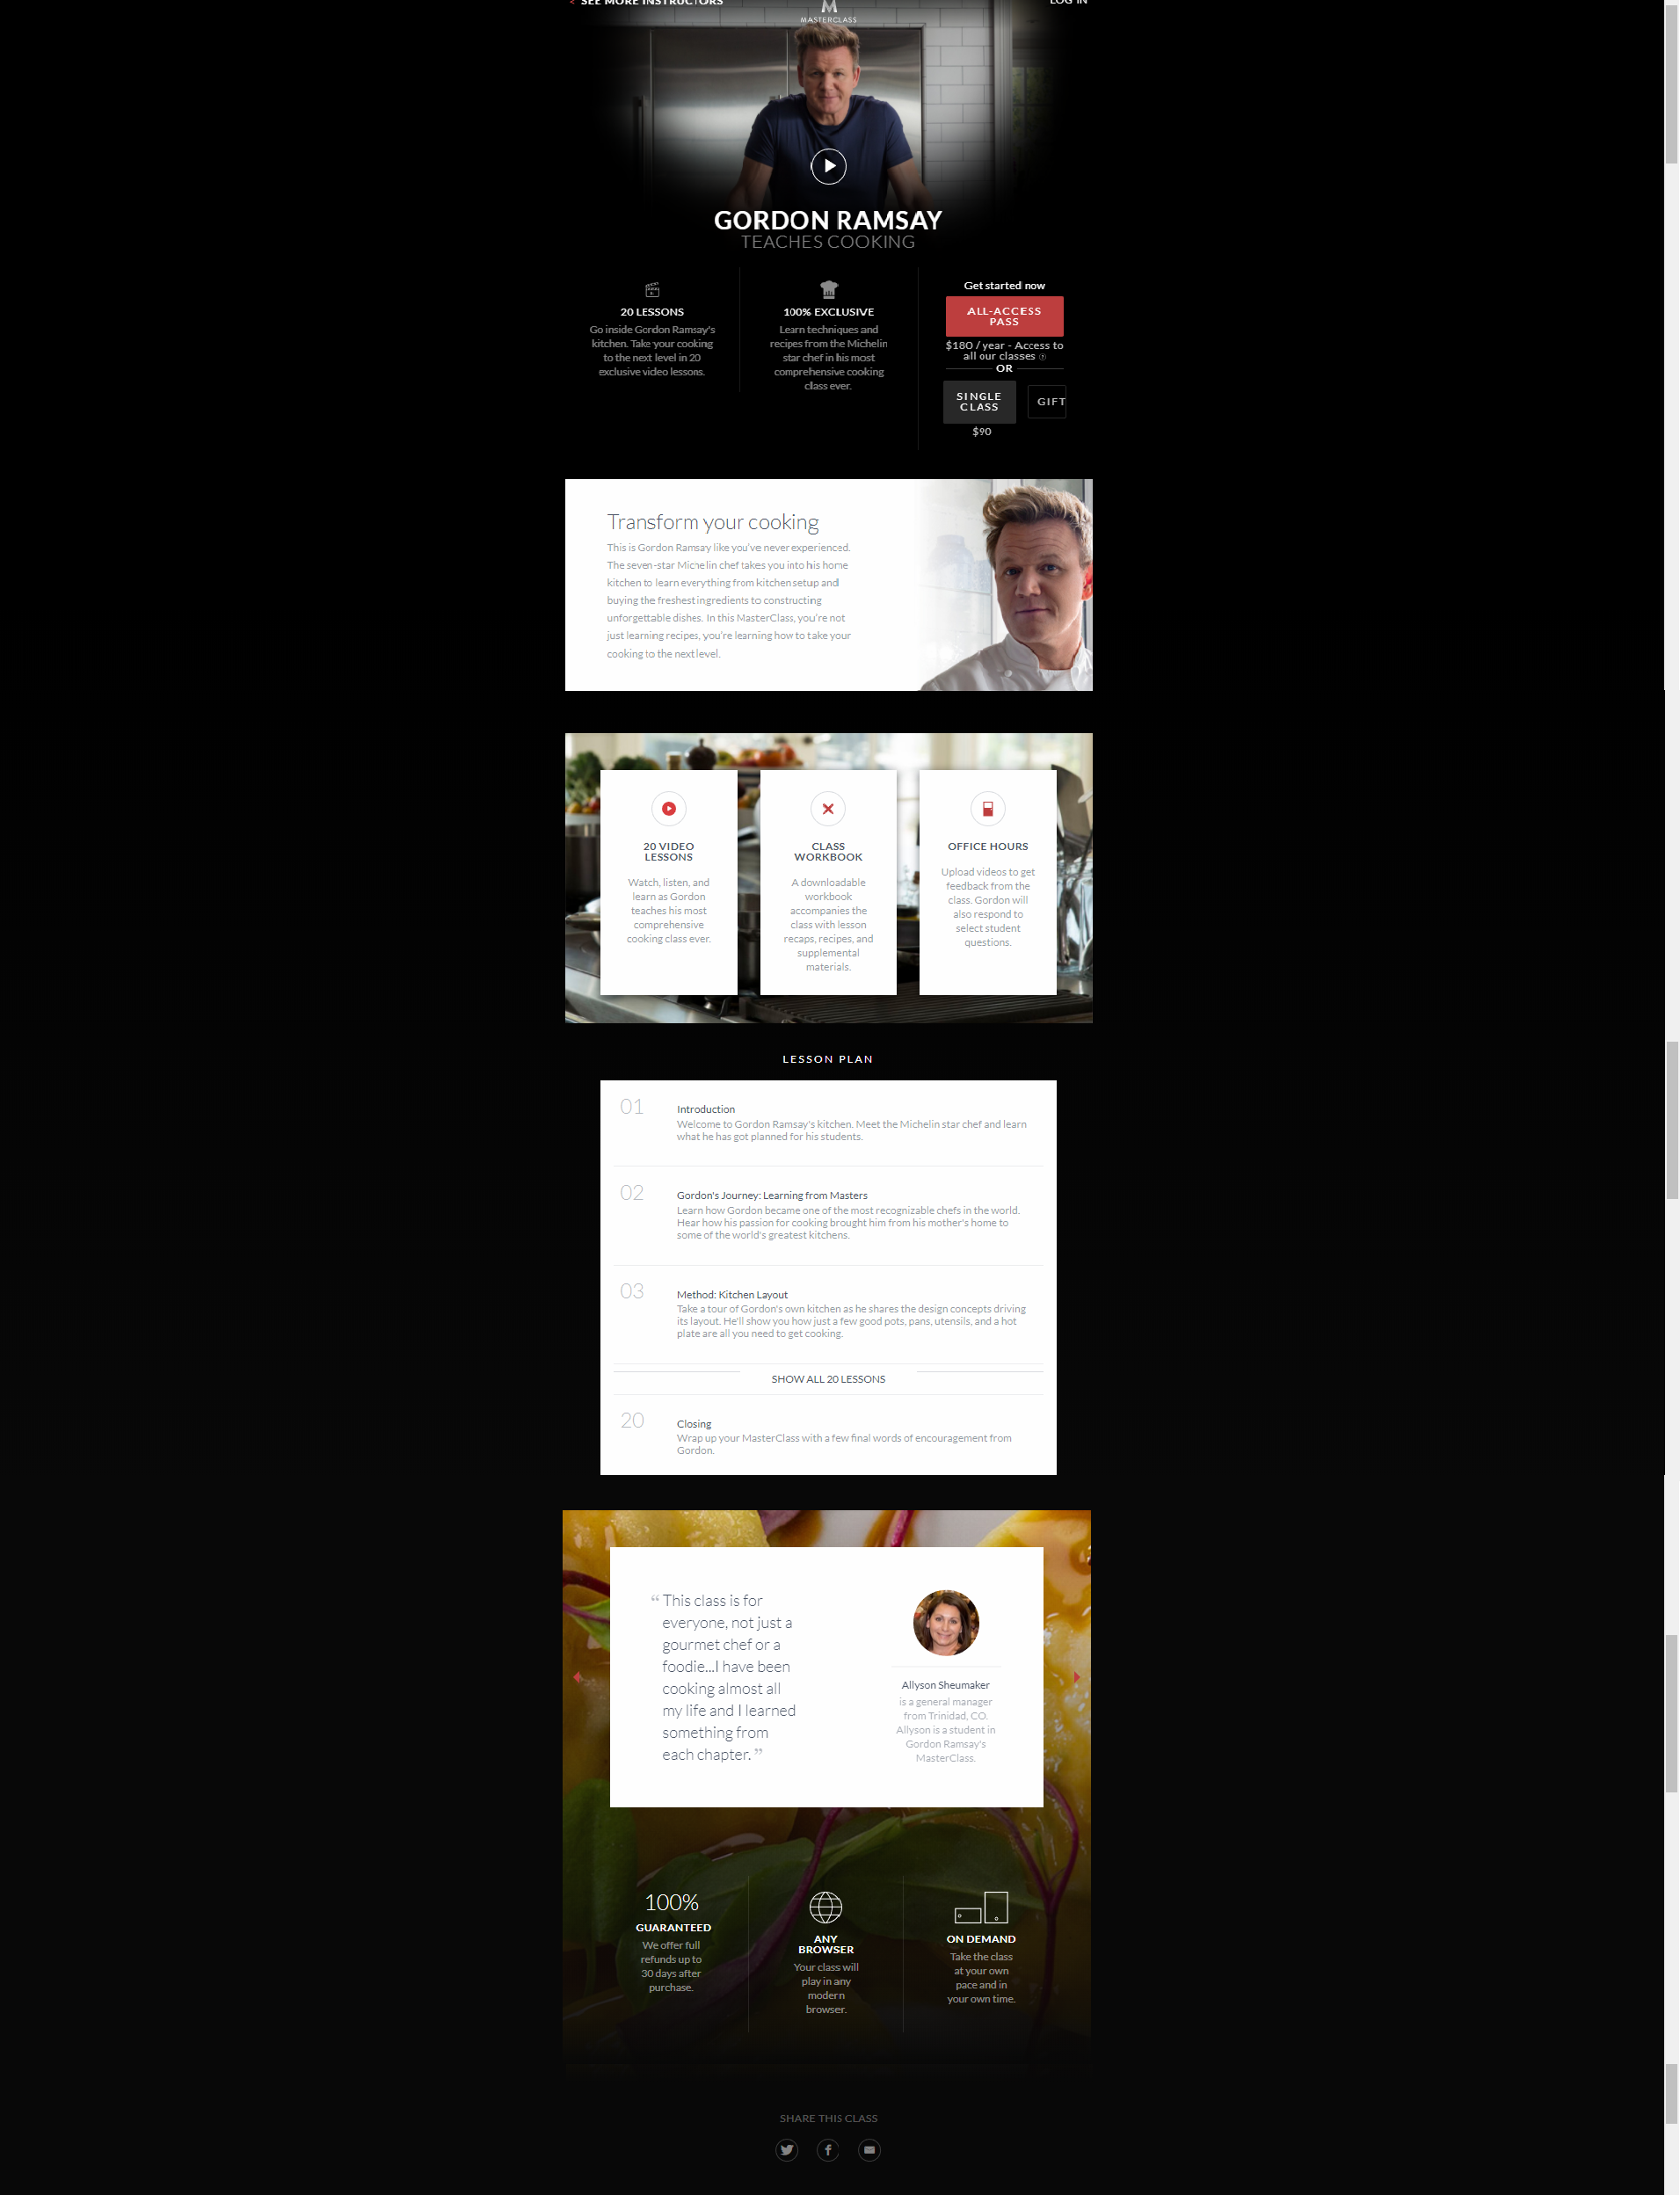 < SEE MORE INSTRUCTORS
LOG IN
MASTERCLASS
GORDON RAMSAY
TEACHES COOKING
20 LESSONS
Go inside Gordon Ramsay's
kitchen. Take your cooking
to the next level in 20
exclusive video lessons.
100% EXCLUSIVE
Learn techniques and
recipes from the Michelin
star chef in his most
comprehensive cooking
class ever.
Get started now
ALL-ACCESS
PASS
$180 / year - Access to
all our classes
OR
SINGLE
CLASS
GIFT
$90
Transform your cooking
This is Gordon Ramsay like you've never experienced.
The seven-star Michelin chef takes you into his home
kitchen to learn everything from kitchen setup and
buying the freshest ingredients to constructing
unforgettable dishes. In this MasterClass, you're not
just learning recipes, you're learning how to take your
cooking to the next level.
20 VIDEO
LESSONS
Watch, listen, and
learn as Gordon
teaches his most
comprehensive
cooking class ever.
CLASS
WORKBOOK
A downloadable
workbook
accompanies the
class with lesson
recaps, recipes, and
supplemental
materials.
OFFICE HOURS
Upload videos to get
feedback from the
class. Gordon will
also respond to
select student
questions.
LESSON PLAN
01
Introduction
Welcome to Gordon Ramsay's kitchen. Meet the Michelin star chef and learn
what he has got planned for his students.
02
Gordon's Journey: Learning from Masters
Learn how Gordon became one of the most recognizable chefs in the world.
Hear how his passion for cooking brought him from his mother's home to
some of the world's greatest kitchens.
03
Method: Kitchen Layout
Take a tour of Gordon's own kitchen as he shares the design concepts driving
its layout. He'll show you how just a few good pots, pans, utensils, and a hot
plate are all you need to get cooking.
SHOW ALL 20 LESSONS
20
Closing
Wrap up your MasterClass with a few final words of encouragement from
Gordon.
“ This class is for
everyone, not just a
gourmet chef or a
foodie...I have been
cooking almost all
my life and I learned
something from
each chapter. ”
Allyson Sheumaker
is a general manager
from Trinidad, CO.
Allyson is a student in
Gordon Ramsay's
MasterClass.
100%
GUARANTEED
We offer full
refunds up to
30 days after
purchase.
ANY
BROWSER
Your class will
play in any
modern
browser.
ON DEMAND
Take the class
at your own
pace and in
your own time.
SHARE THIS CLASS